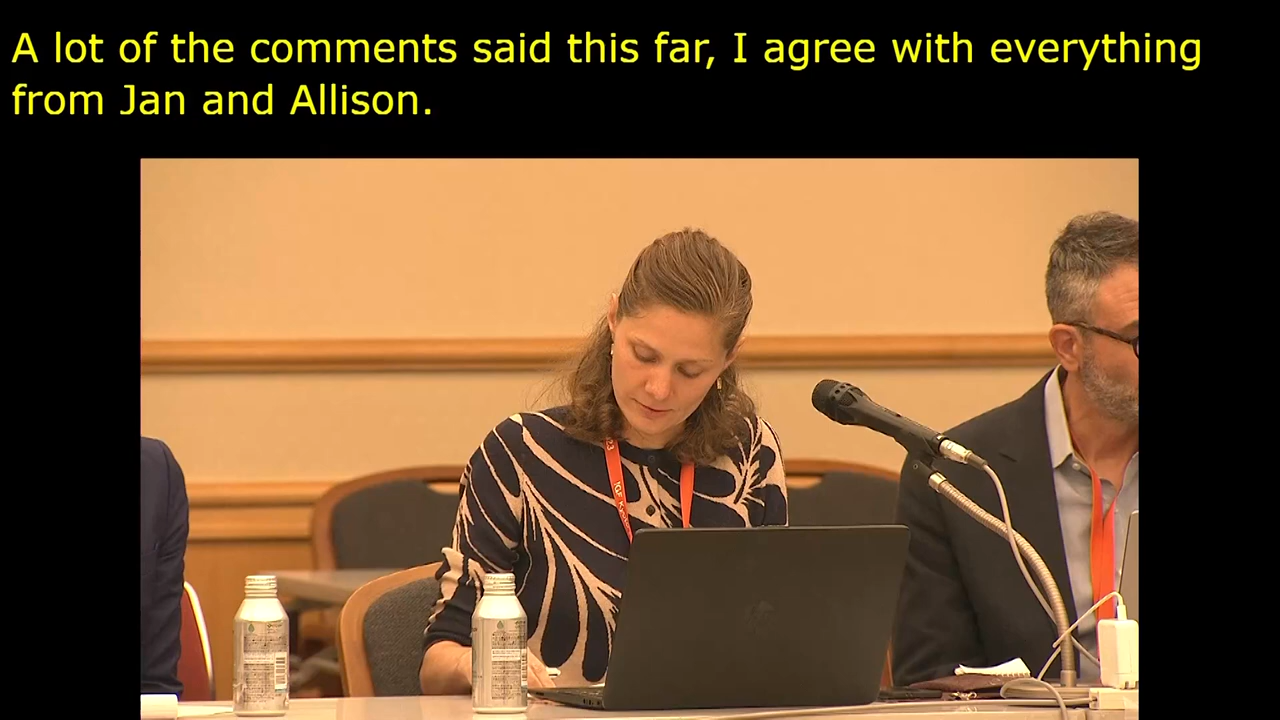 A lot of the comments said this far, I agree with everything
from Jan and Allison.